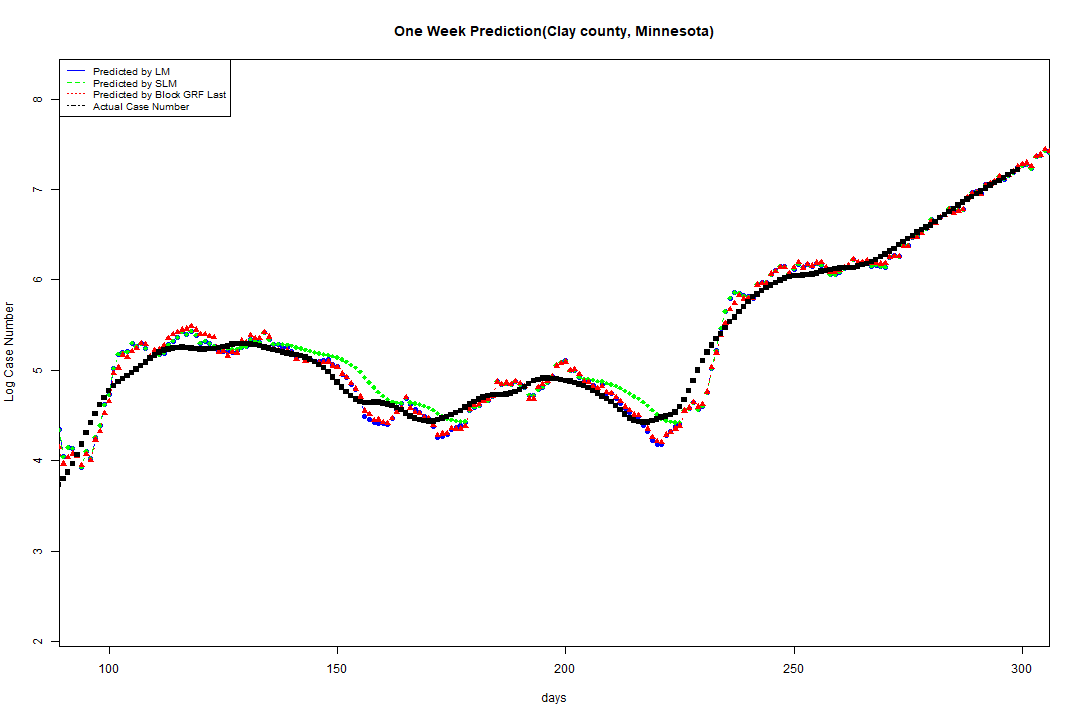 One Week Prediction(Clay county, Minnesota)
Predicted by LM
Predicted by SLM
Predicted by Block GRF Last
Actual Case Number
8
7
6
5
4
3
2
Log Case Number
100 150 200 250 300
days